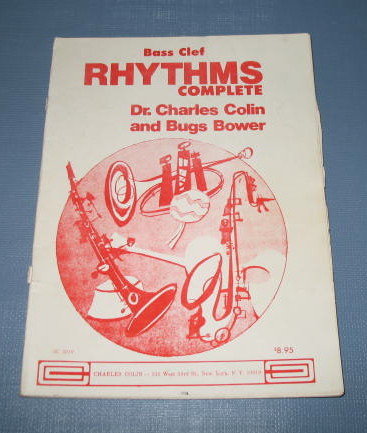 Bass Clef
RHYTHMS
COMPLETE
Dr. Charles Colin
and Bugs Bower
$8.95
CHARLES COLIN — 315 West 53rd St., New York, N. Y. 10019